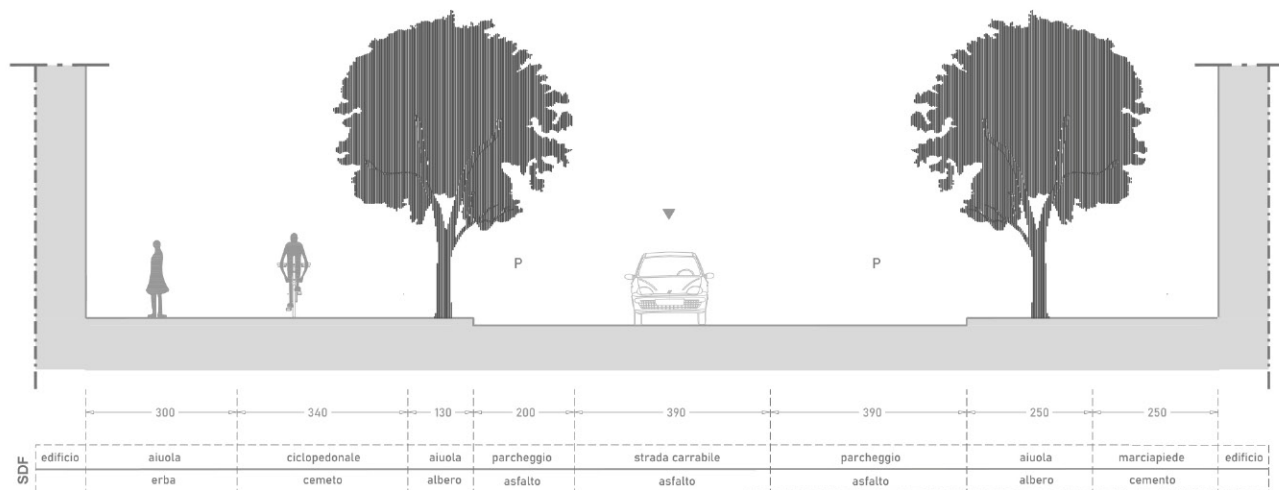 P
P
300 340 130 200 390 390 250 250
SDF
edificio aiuola ciclopedonale aiuola parcheggio strada carrabile parcheggio aiuola marciapiede edificio
erba cemeto albero asfalto asfalto asfalto albero cemento